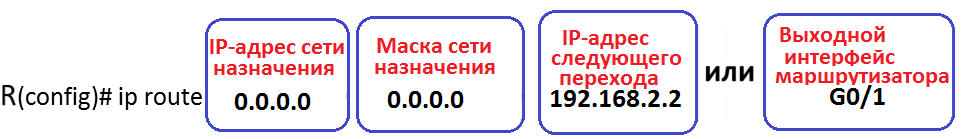 R(config)# ip route
IP-адрес сети
назначения
0.0.0.0
Маска сети
назначения
0.0.0.0
IP-адрес
следующего
перехода
192.168.2.2
или
Выходной
интерфейс
маршрутизатора
G0/1